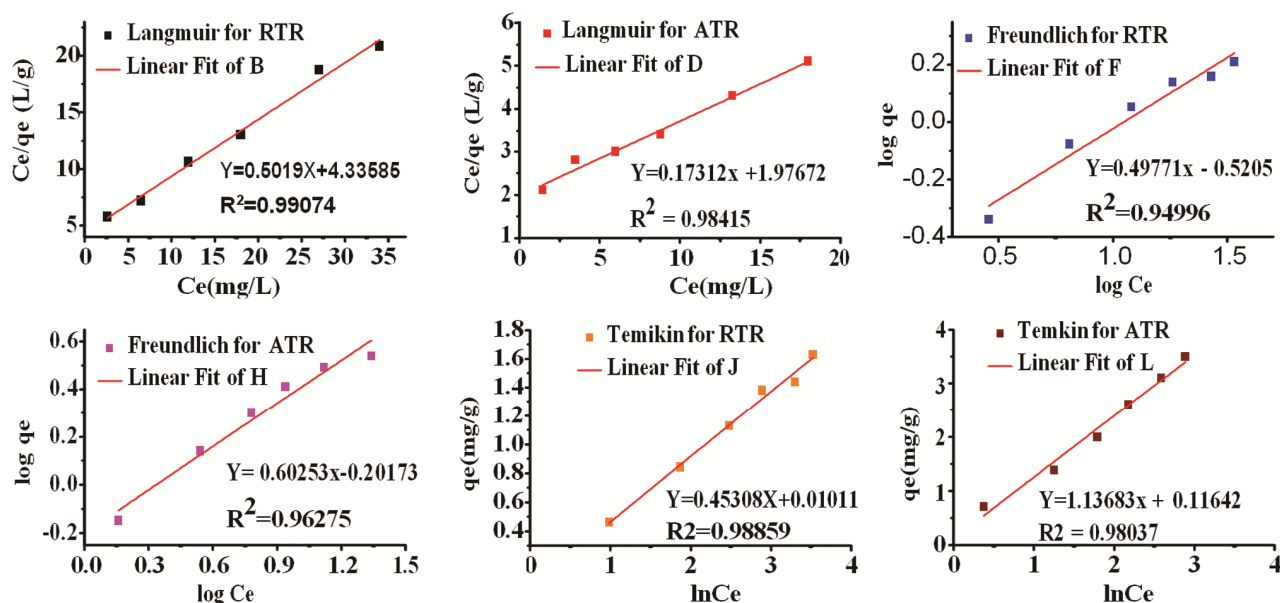 Langmuir for RTR
Linear Fit of B
Ce/qe (L/g)
20
15
10
5
Y=0.5019X+4.33585
R²=0.99074
0 5 10 15 20 25 30 35
Ce(mg/L)
Langmuir for ATR
Linear Fit of D
Ce/qe (L/g)
6
5
4
3
2
1
Y=0.17312x +1.97672
R² = 0.98415
0 5 10 15 20
Ce(mg/L)
Freundlich for RTR
Linear Fit of F
log qe
0.2
0.0
-0.2
-0.4
Y=0.49771x - 0.5205
R²=0.94996
0.5 1.0 1.5
log Ce
Freundlich for ATR
Linear Fit of H
log qe
0.6
0.4
0.2
0.0
-0.2
Y= 0.60253x-0.20173
R²=0.96275
0.0 0.3 0.6 0.9 1.2 1.5
log Ce
Temikin for RTR
Linear Fit of J
qe(mg/g)
1.8
1.6
1.4
1.2
1.0
0.8
0.6
0.4
Y=0.45308X+0.01011
R2=0.98859
1 2 3 4
lnCe
Temkin for ATR
Linear Fit of L
qe(mg/g)
4
3
2
1
0
Y=1.13683x + 0.11642
R2 = 0.98037
0 1 2 3 4
lnCe